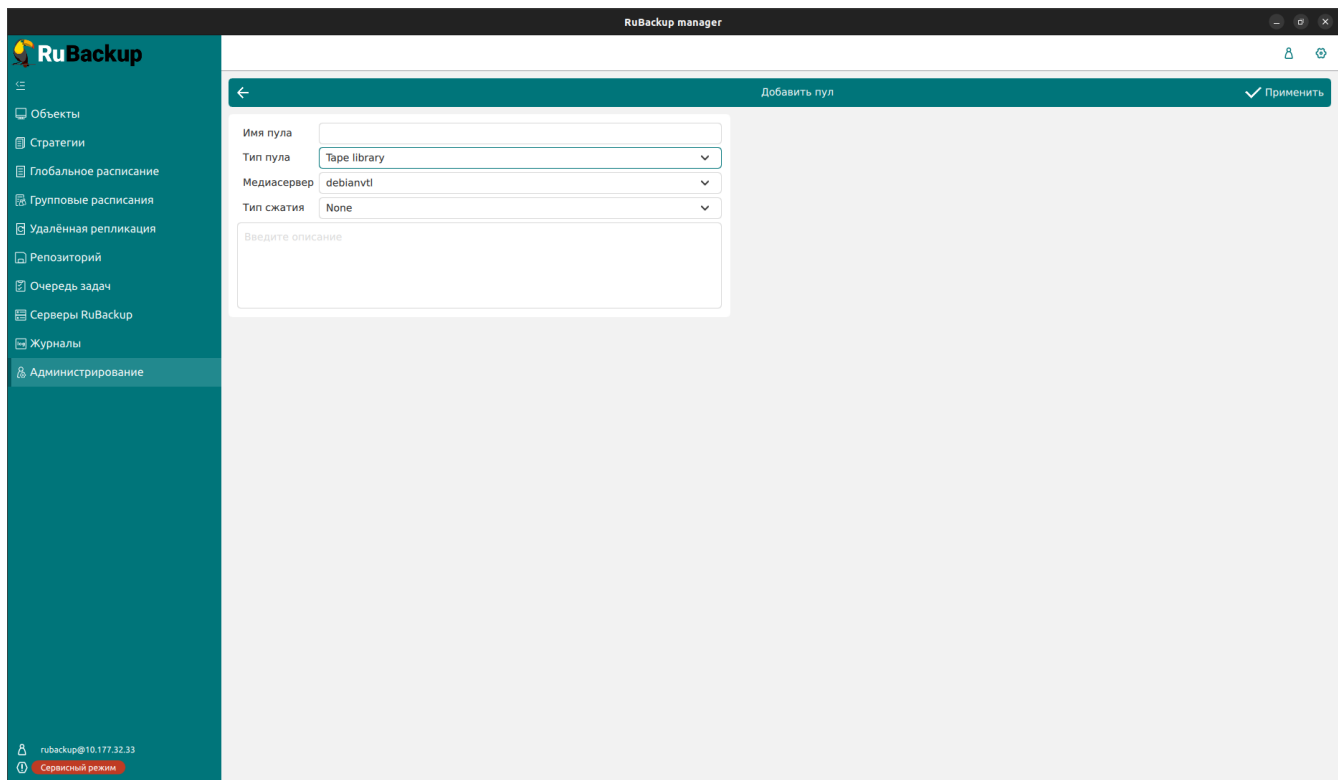 RuBackup manager
RuBackup
Объекты
Стратегии
Глобальное расписание
Групповые расписания
Удалённая репликация
Репозиторий
Очередь задач
Серверы RuBackup
Журналы
Администрирование
Добавить пул
Применить
Имя пула
Тип пула Tape library
Медиасервер debianvtl
Тип сжатия None
Введите описание
rubackup@10.177.32.33
Сервисный режим